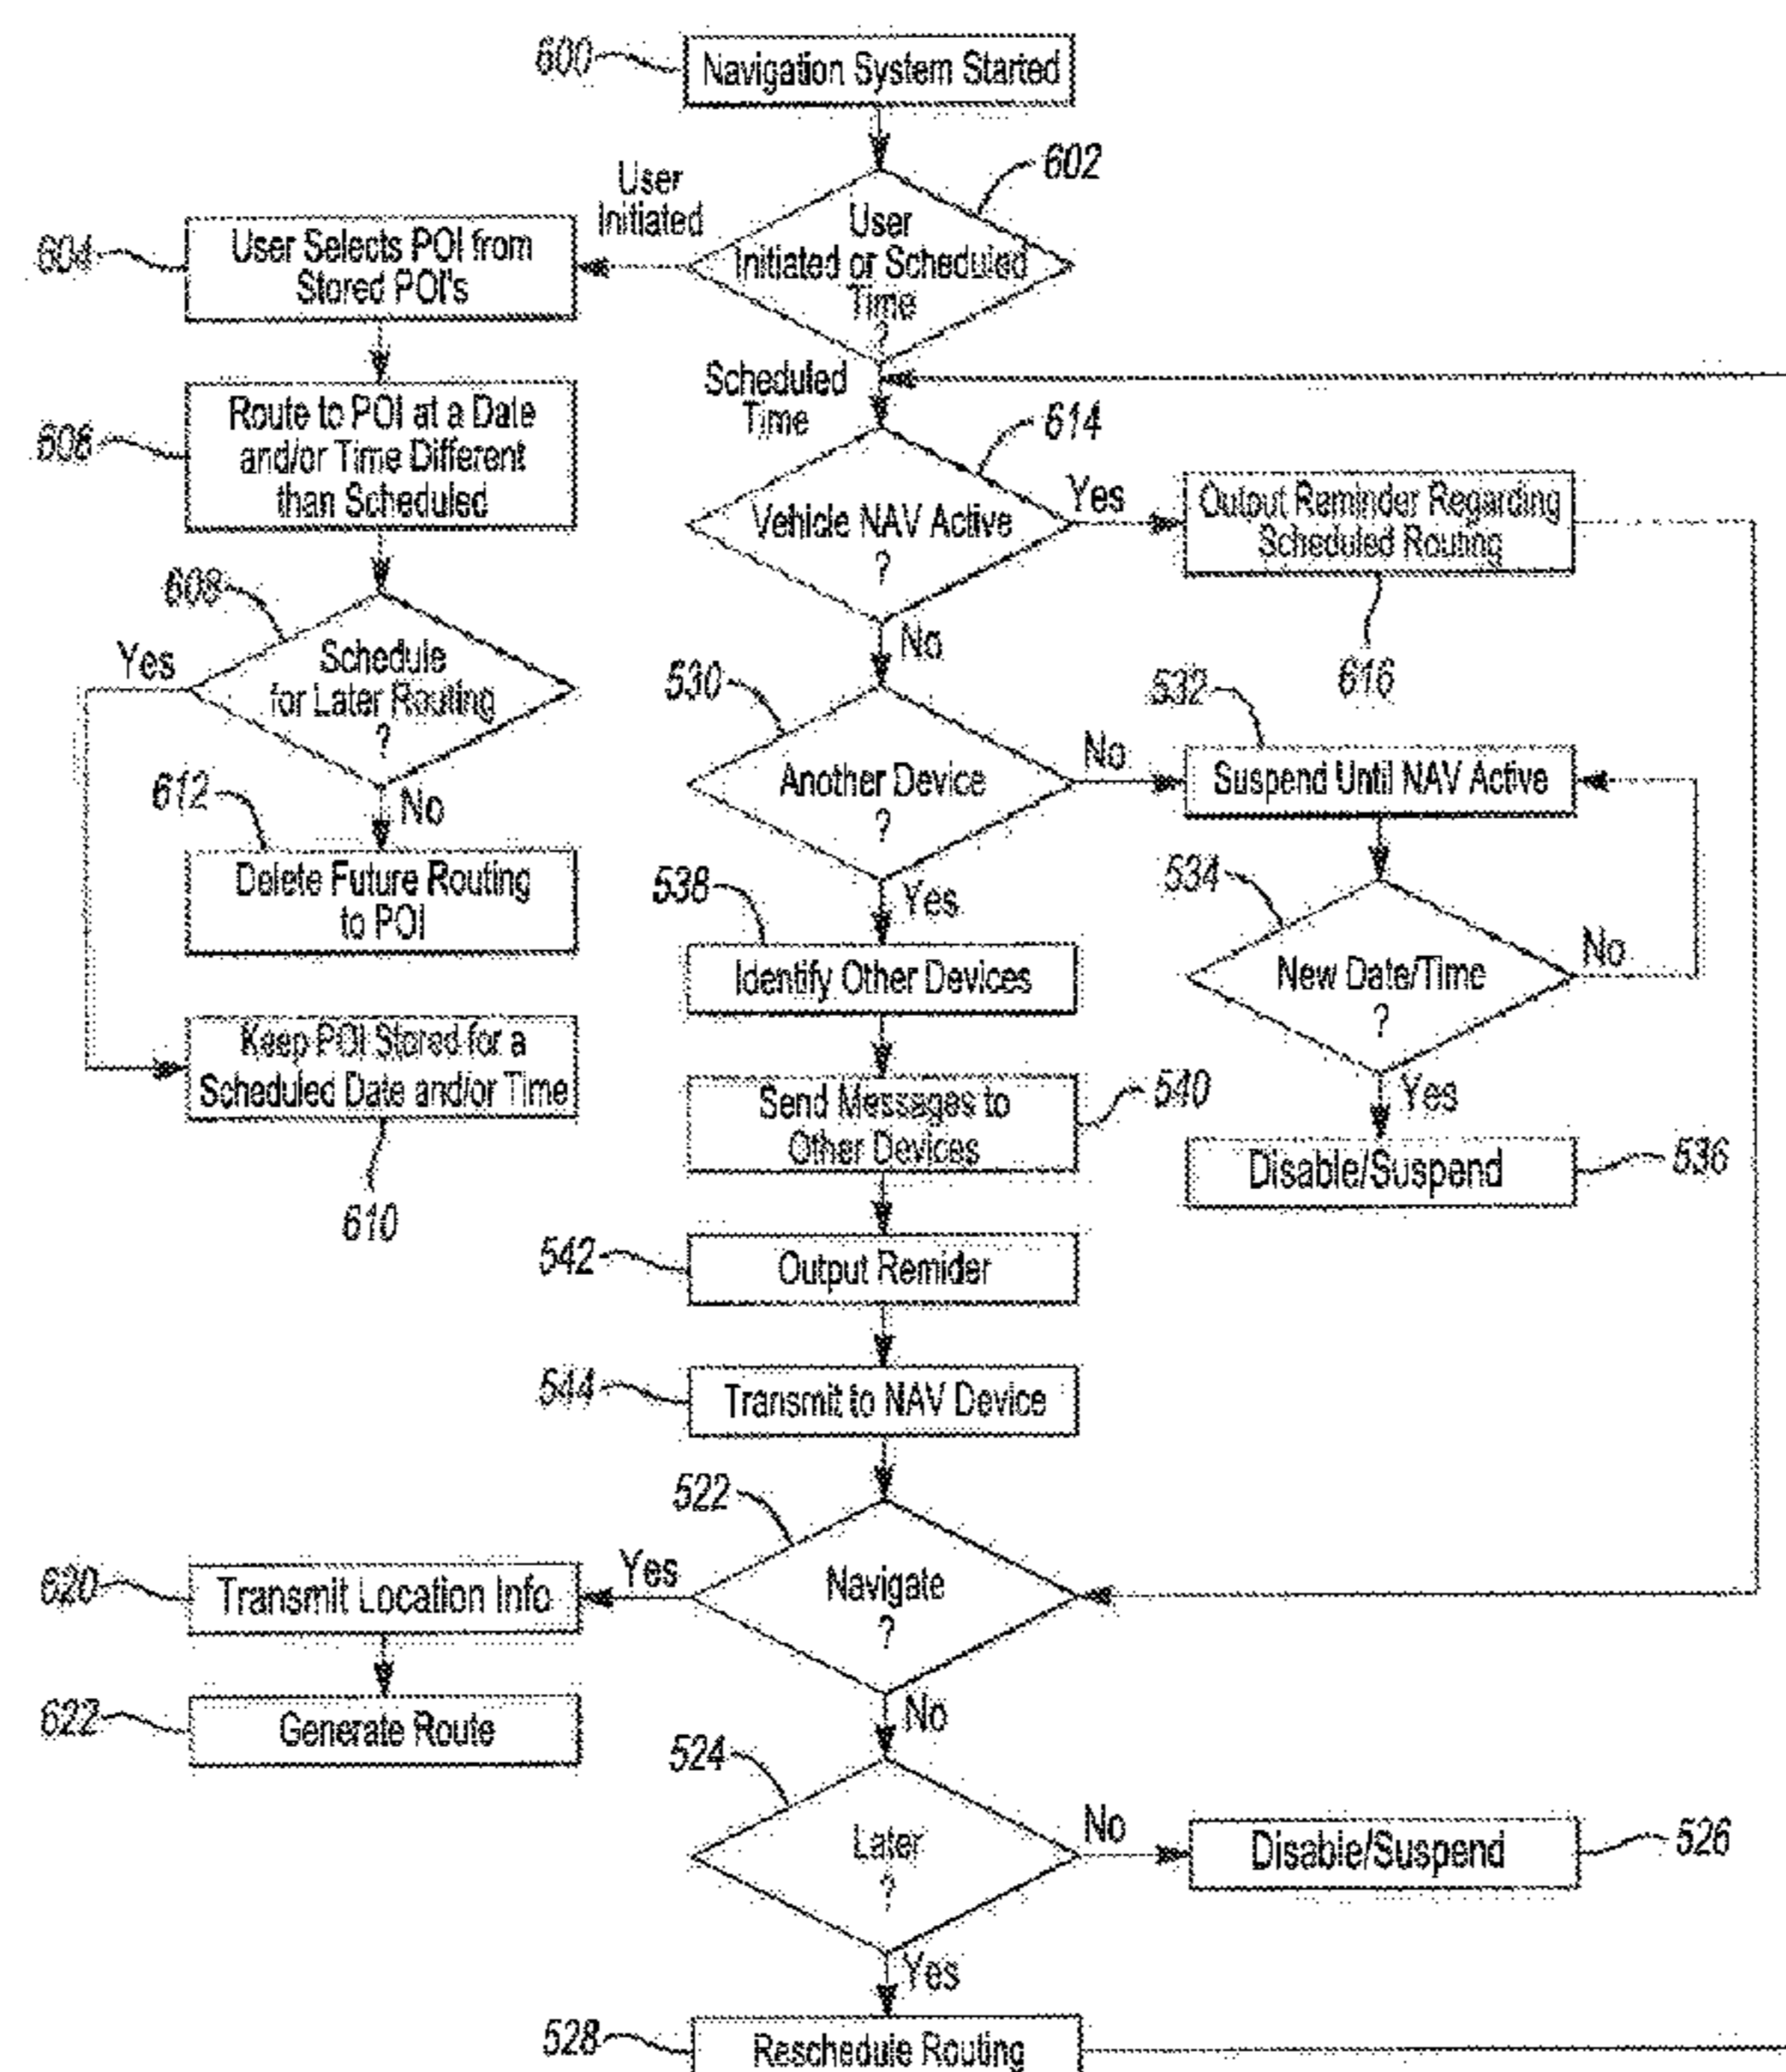 600
Navigation System Started
602
User
Initiated
User
Initiated or Scheduled
Time
?
604
User Selects POI from
Stored POI's
Scheduled
Time
606
Route to POI at a Date
and/or Time Different
than Scheduled
614
Vehicle NAV Active
?
Yes
Output Reminder Regarding
Scheduled Routing
616
No
608
Yes
Schedule
for Later Routing
?
No
612
Delete Future Routing
to POI
Keep POI Stored for a
Scheduled Date and/or Time
610
530
Another Device
?
No
532
Suspend Until NAV Active
534
New Date/Time
?
No
Yes
Disable/Suspend
536
Yes
538
Identify Other Devices
Send Messages to
Other Devices
540
542
Output Remider
544
Transmit to NAV Device
522
Navigate
?
Yes
620
Transmit Location Info
622
Generate Route
No
524
Later
?
No
Disable/Suspend
526
Yes
528
Reschedule Routing